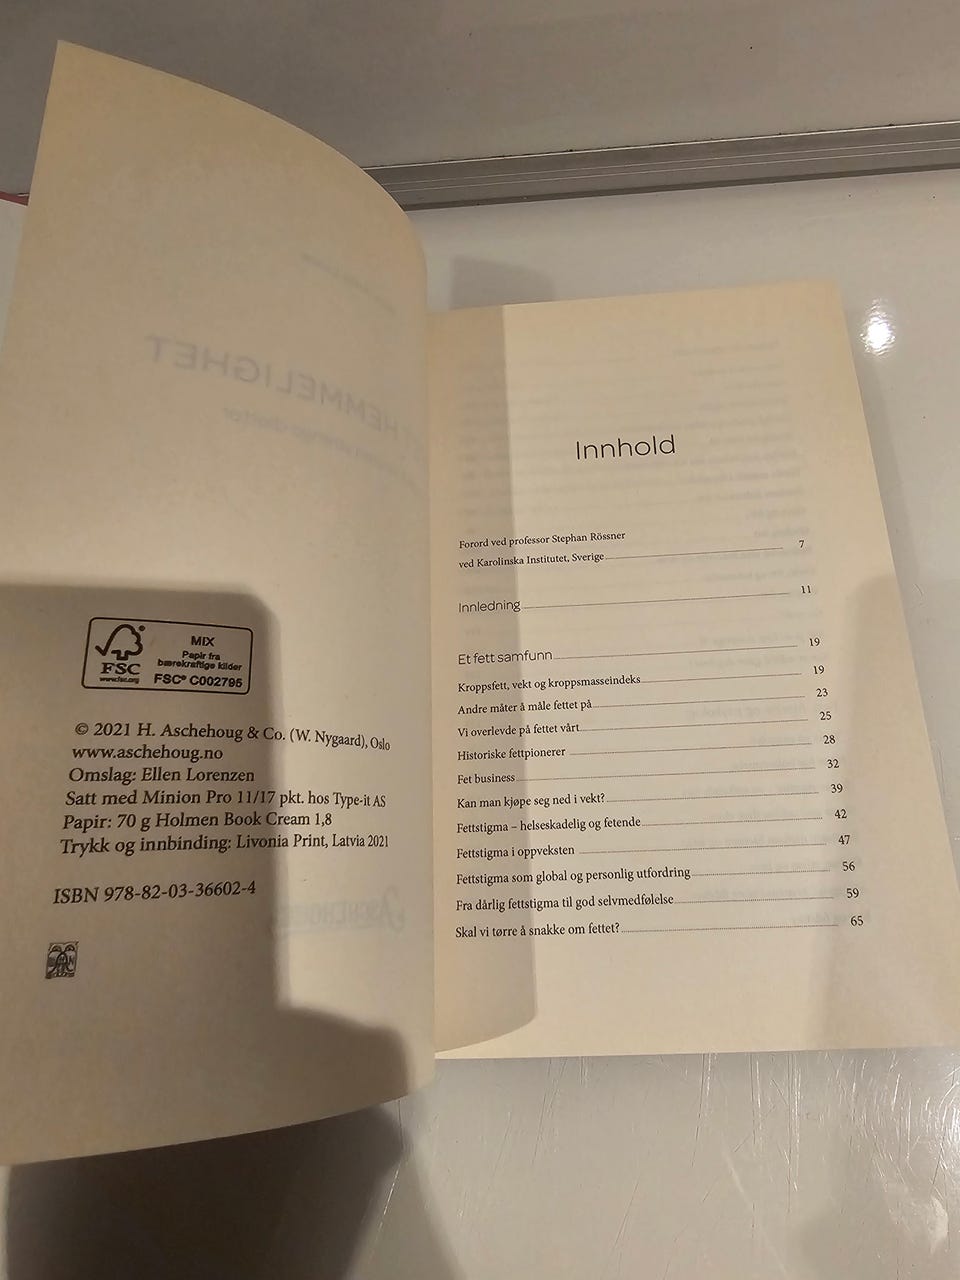 HEMMELIGHET
MIX
Papir fra
bærekraftige kilder
FSC
www.fsc.org
FSC® C002795
© 2021 H. Aschehoug & Co. (W. Nygaard), Oslo
www.aschehoug.no
Omslag: Ellen Lorenzen
Satt med Minion Pro 11/17 pkt. hos Type-it AS
Papir: 70 g Holmen Book Cream 1,8
Trykk og innbinding: Livonia Print, Latvia 2021
ISBN 978-82-03-36602-4
ASCHEHOUG
Innhold
Forord ved professor Stephan Rössner
ved Karolinska Institutet, Sverige 7
Innledning 11
Et fett samfunn 19
Kroppsfett, vekt og kroppsmasseindeks 19
Andre måter å måle fettet på 23
Vi overlevde på fettet vårt 25
Historiske fettpionerer 28
Fet business 32
Kan man kjøpe seg ned i vekt? 39
Fettstigma – helseskadelig og fetende 42
Fettstigma i oppveksten 47
Fettstigma som global og personlig utfordring 56
Fra dårlig fettstigma til god selvmedfølelse 59
Skal vi tørre å snakke om fettet? 65